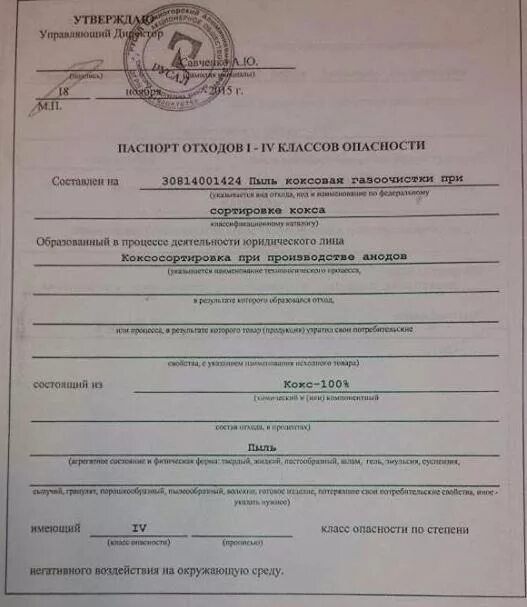 УТВЕРЖДАЮ
Управляющий Директор
Савченко А.Ю.
(подпись) (фамилия, инициалы)
18 ноября 2015 г.
М.П.
РУСАЛ
ПАСПОРТ ОТХОДОВ I - IV КЛАССОВ ОПАСНОСТИ
Составлен на 30814001424 Пыль коксовая газоочистки при
(указывается вид отхода, код и наименование по федеральному
сортировке кокса
классификационному каталогу)
Образованный в процессе деятельности юридического лица
Коксосортировка при производстве анодов
(указывается наименование технологического процесса,
в результате которого образовался отход,
или процесса, в результате которого товар (продукция) утратил свои потребительские
свойства, с указанием наименования исходного товара)
состоящий из Кокс-100%
(химический и (или) компонентный
состав отхода, в процентах)
Пыль
(агрегатное состояние и физическая форма: твердый, жидкий, пастообразный, шлам, гель, эмульсия, суспензия,
сыпучий, гранулят, порошкообразный, пылеобразный, волокно, готовое изделие, потерявшее свои потребительские свойства, иное -
указать нужное)
имеющий IV класс опасности по степени
(класс опасности) (прописью)
негативного воздействия на окружающую среду.